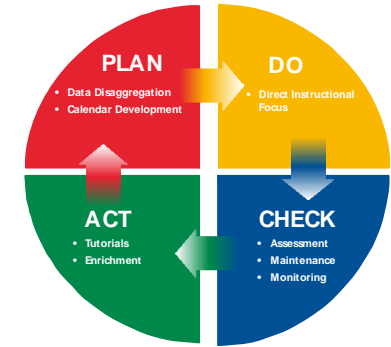 PLAN
• Data Disaggregation
• Calendar Development
DO
• Direct Instructional
Focus
ACT
• Tutorials
• Enrichment
CHECK
• Assessment
• Maintenance
• Monitoring